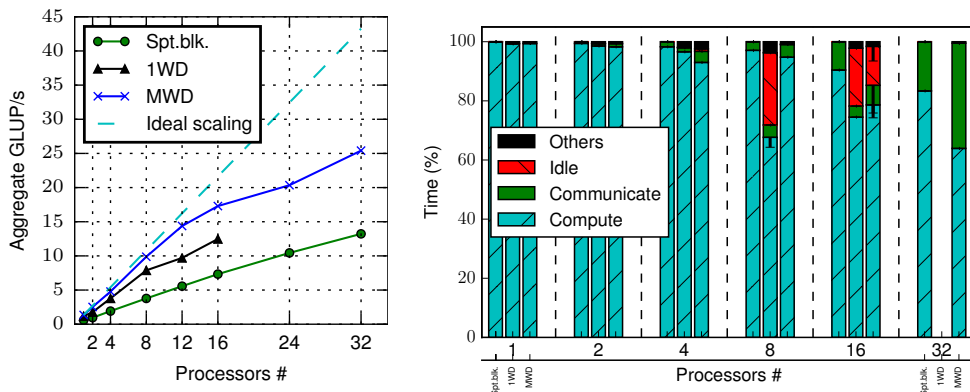 45
40
35
30
25
20
15
10
5
0
Aggregate GLUP/s
Spt.blk.
1WD
MWD
Ideal scaling
2 4 8 12 16 24 32
Processors #
100
80
60
40
20
0
Time (%)
Others
Idle
Communicate
Compute
1 2 4 8 16 32
Spt.blk. 1WD MWD Spt.blk. 1WD MWD
Processors #